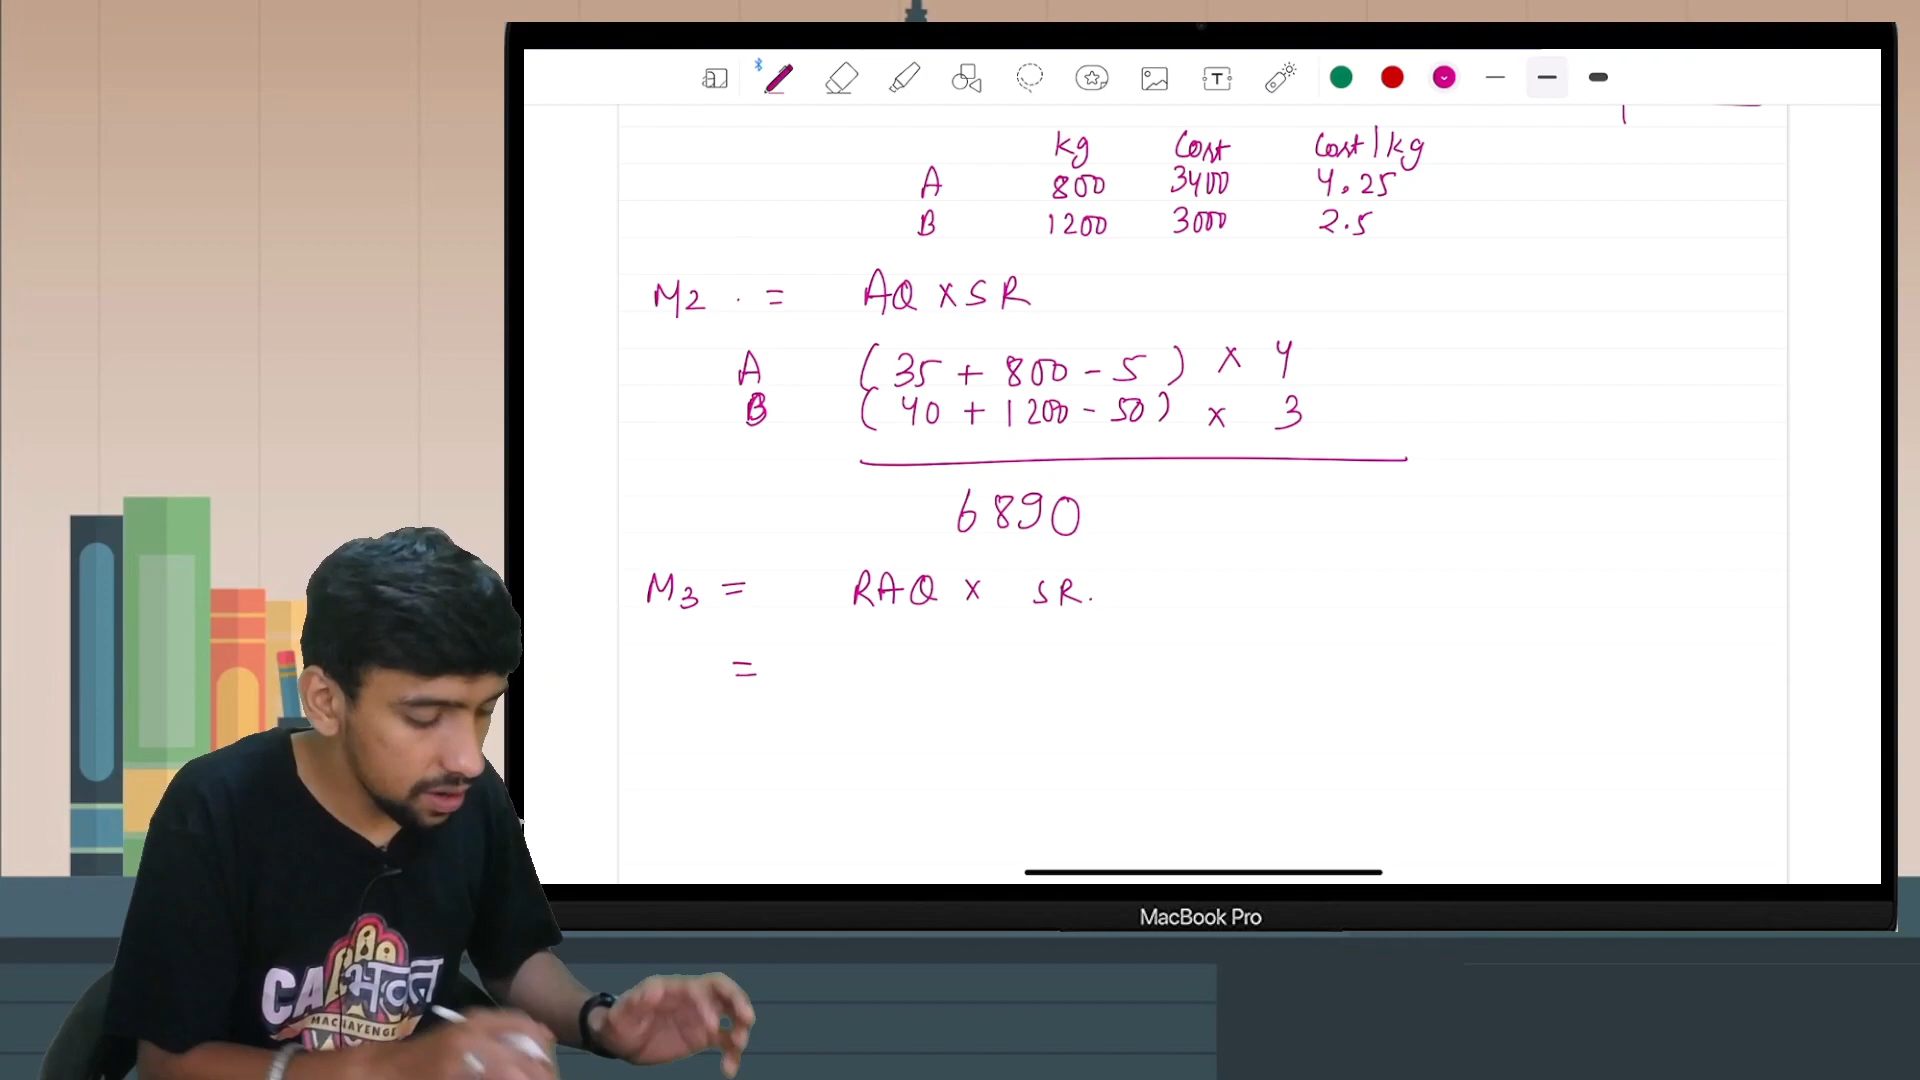 kg Cost Cost|kg
A 800 3400 4.25
B 1200 3000 2.5
M2 . = AQ x SR
A (35 + 800 - 5) x 4
B (40 + 1200 - 50) x 3
6890
M3 = RAQ x SR.
=
MacBook Pro
CA भक्त
MACHAYENGE